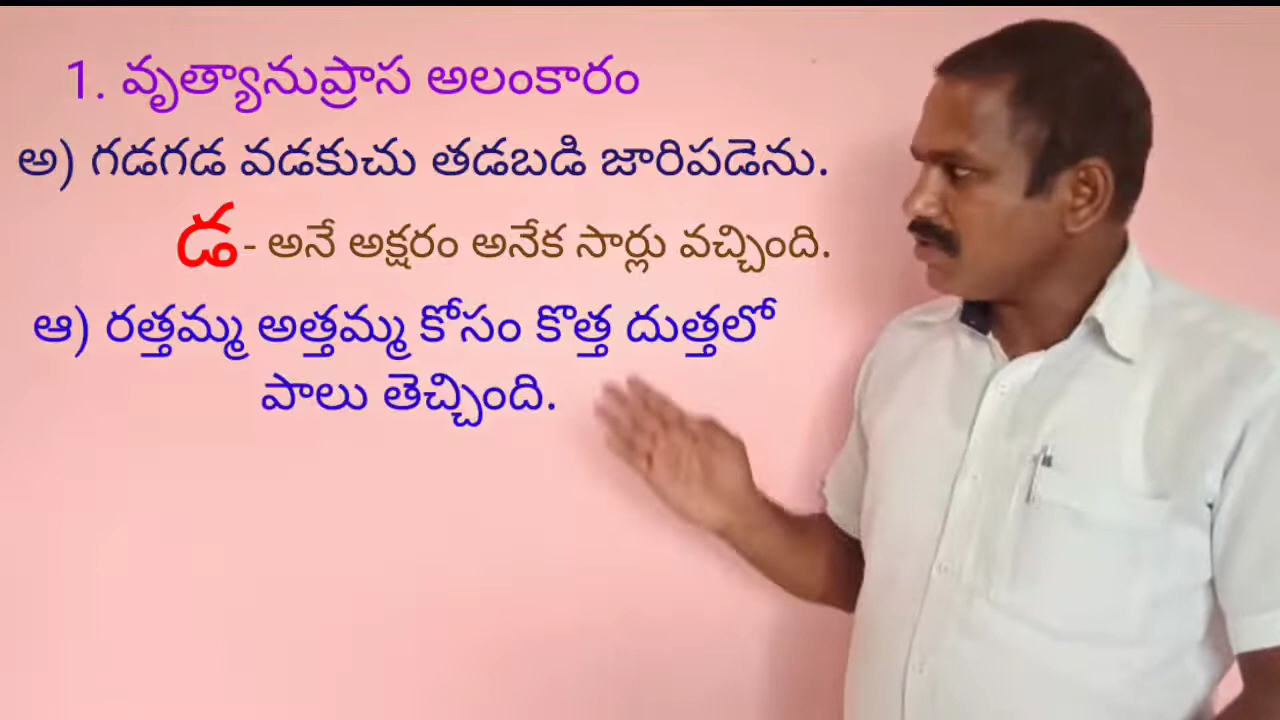 1. వృత్యానుప్రాస అలంకారం
అ) గడగడ వడకుచు తడబడి జారిపడెను.
డ - అనే అక్షరం అనేక సార్లు వచ్చింది.
ఆ) రత్తమ్మ అత్తమ్మ కోసం కొత్త దుత్తలో
పాలు తెచ్చింది.